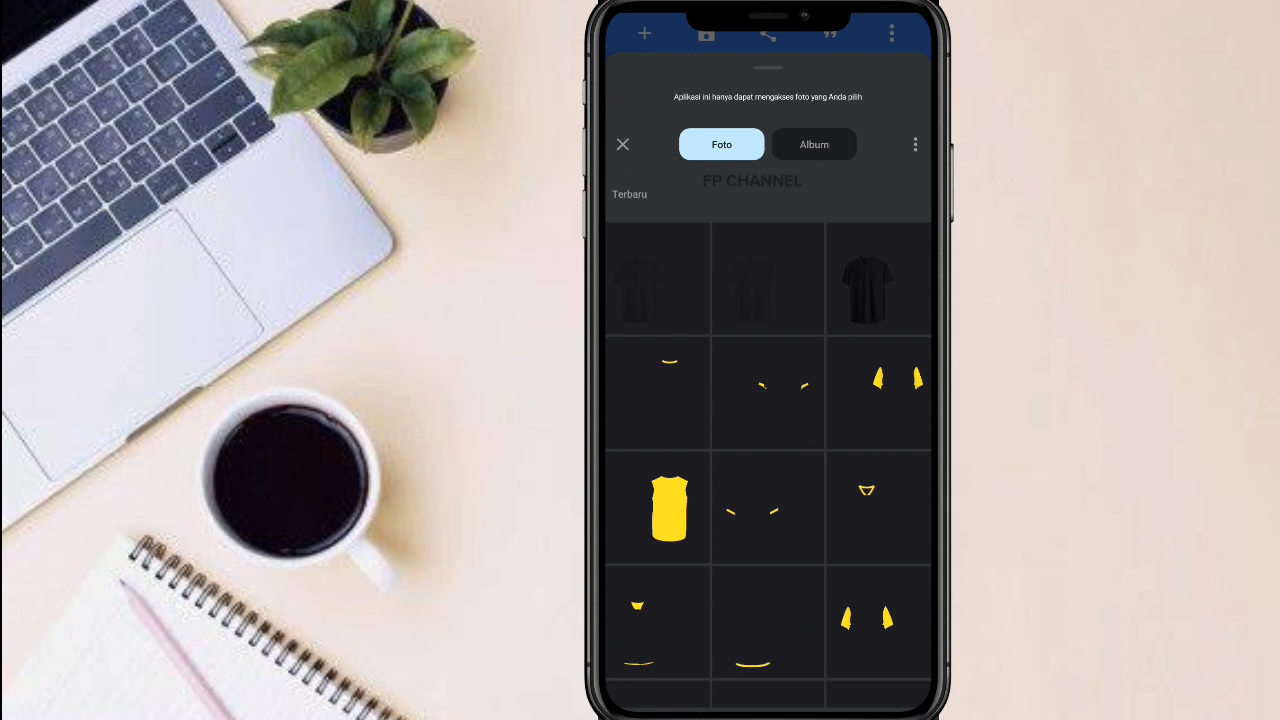 Aplikasi ini hanya dapat mengakses foto yang Anda pilih
Foto
Album
FP CHANNEL
Terbaru